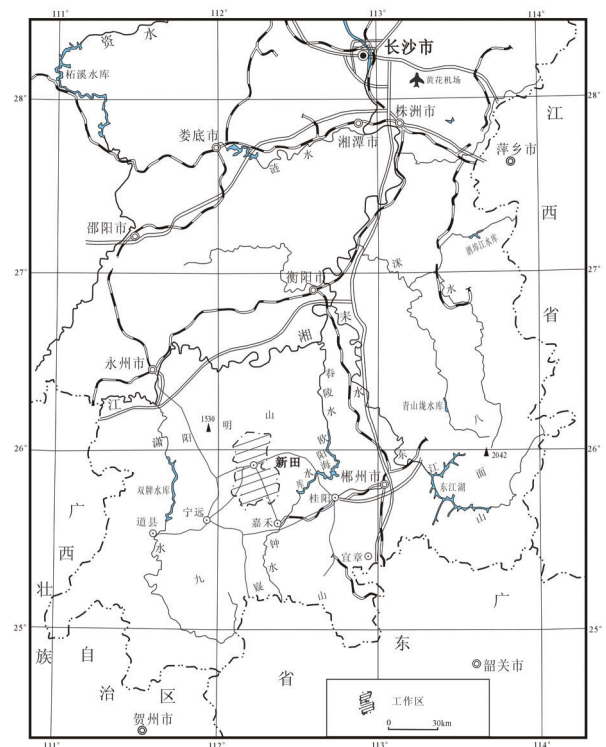 111° 112° 113° 114°
资水
长沙市
柘溪水库
黄花机场
28° 28°
江西省
株洲市
娄底市
湘潭市
萍乡市
涟水
邵阳市
酒埠江水库
27° 27°
洣水
衡阳市
耒水
湘江
永州市
舂陵水
1530
阳明山
青山垅水库
八面山
潇水
26° 26°
欧阳海水库
新田
东江
2042
郴州市
双牌水库
东江湖
桂阳
宁远
嘉禾
道县
广西壮族自治区
钟水
宜章
九嶷山
广东省
25° 25°
韶关市
工作区
0 30km
贺州市
111° 112° 113° 114°